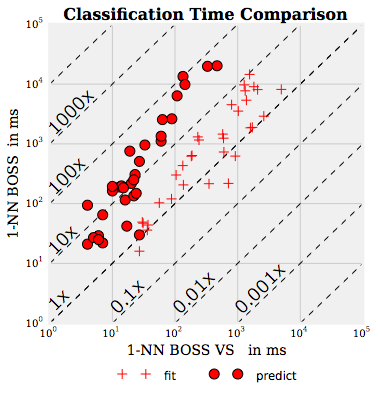 Classification Time Comparison
1-NN BOSS in ms
10⁵
10⁴
10³
10²
10¹
10⁰
1000x
100x
10x
1x
0.1x
0.01x
0.001x
10⁰ 10¹ 10² 10³ 10⁴ 10⁵
1-NN BOSS VS in ms
fit predict